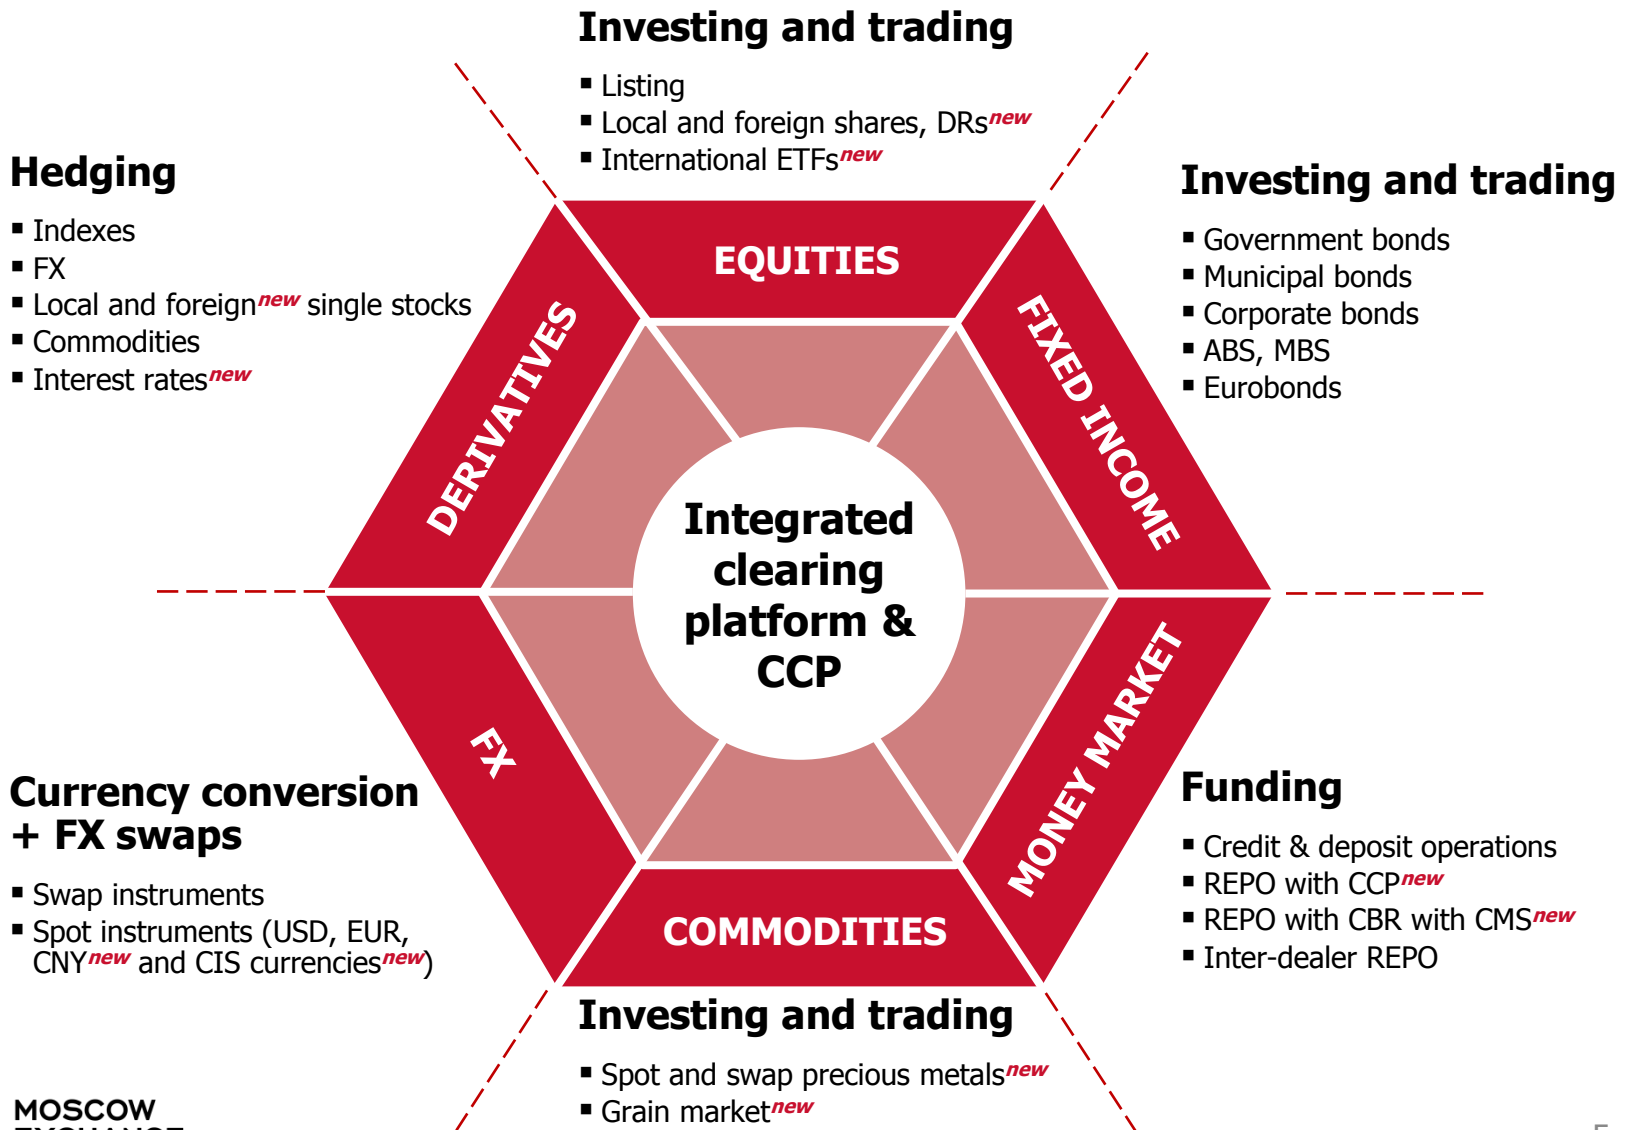 Investing and trading
▪ Listing
▪ Local and foreign shares, DRsnew
▪ International ETFsnew
Hedging
▪ Indexes
▪ FX
▪ Local and foreignnew single stocks
▪ Commodities
▪ Interest ratesnew
Investing and trading
▪ Government bonds
▪ Municipal bonds
▪ Corporate bonds
▪ ABS, MBS
▪ Eurobonds
EQUITIES
DERIVATIVES
FIXED INCOME
Integrated
clearing
platform &
CCP
FX
MONEY MARKET
COMMODITIES
Currency conversion
+ FX swaps
▪ Swap instruments
▪ Spot instruments (USD, EUR,
CNYnew and CIS currenciesnew)
Funding
▪ Credit & deposit operations
▪ REPO with CCPnew
▪ REPO with CBR with CMSnew
▪ Inter-dealer REPO
Investing and trading
▪ Spot and swap precious metalsnew
▪ Grain marketnew
MOSCOW
EXCHANGE